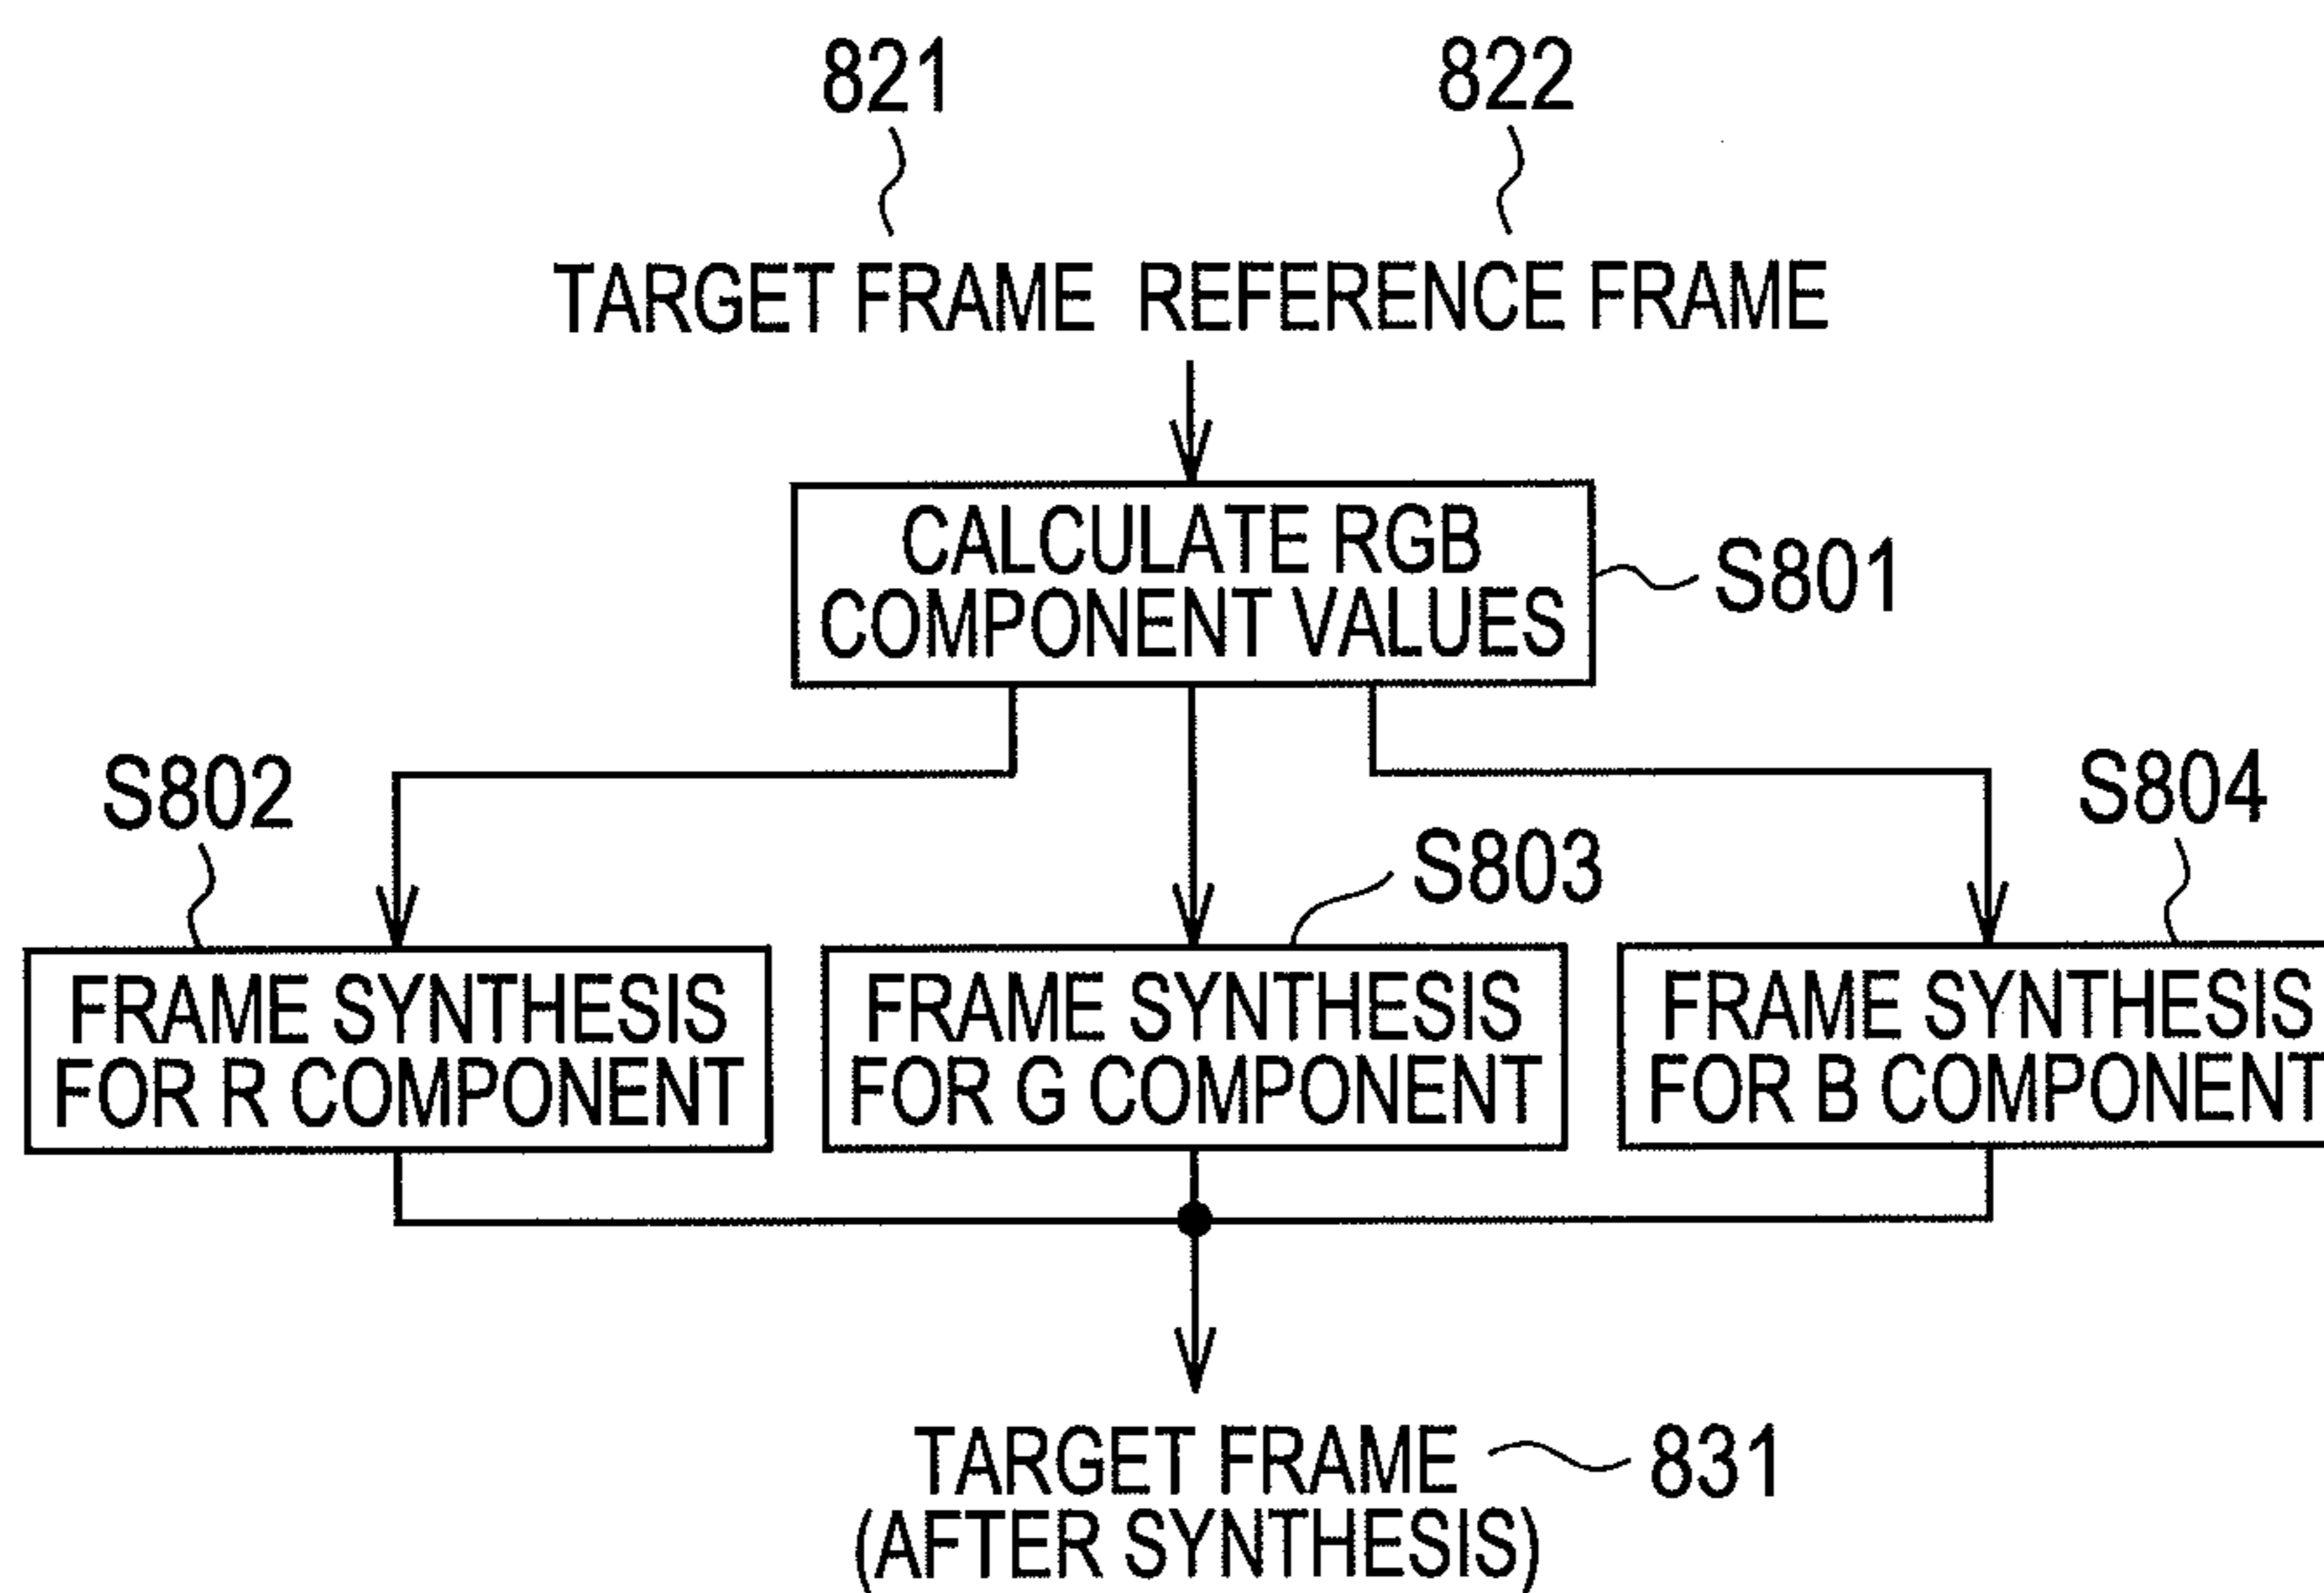 821
822
TARGET FRAME REFERENCE FRAME
CALCULATE RGB
COMPONENT VALUES
S801
S802
S803
S804
FRAME SYNTHESIS
FOR R COMPONENT
FRAME SYNTHESIS
FOR G COMPONENT
FRAME SYNTHESIS
FOR B COMPONENT
TARGET FRAME
831
(AFTER SYNTHESIS)